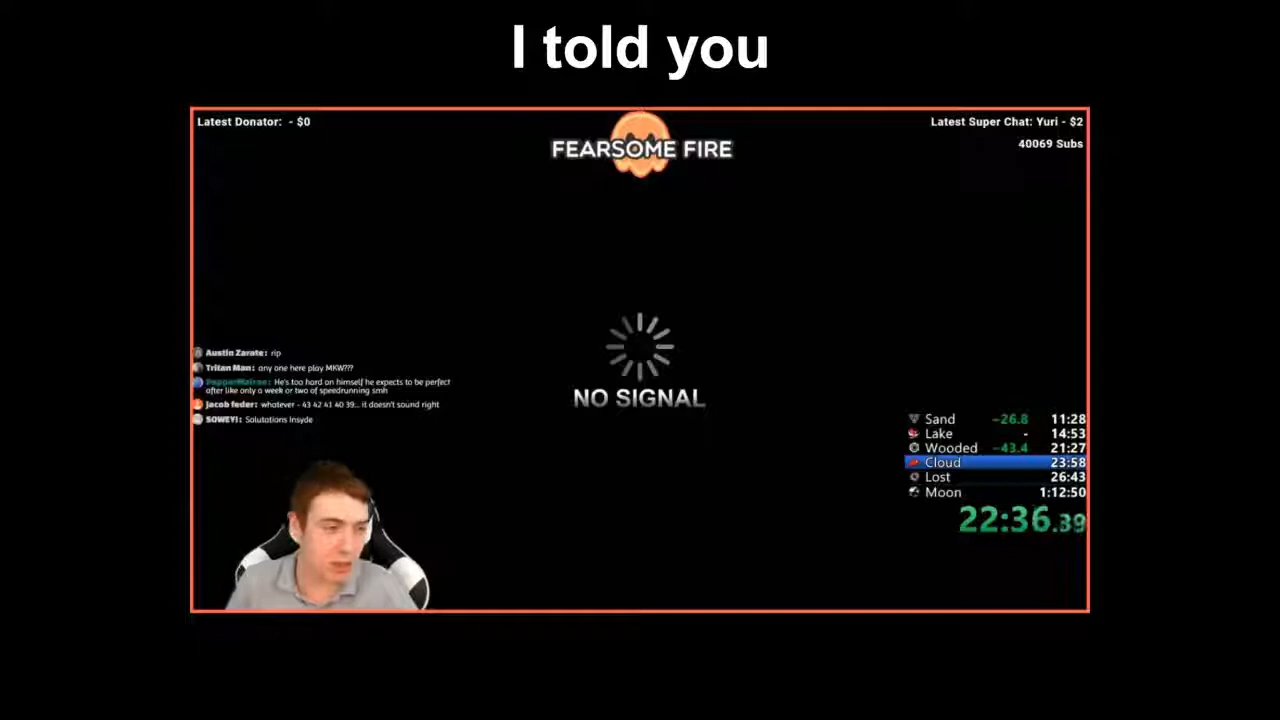 I told you
Latest Donator: - $0
Latest Super Chat: Yuri - $2
40069 Subs
FEARSOME FIRE
NO SIGNAL
Austin Zarate: rip
Tritan Man: any one here play MKW???
He's too hard on himself he expects to be perfect
after like only a week or two of speedrunning smh
Jacob feder: whatever - 43 42 41 40 39... it doesn't sound right
SOWEY!: Solutations Insyde
Sand -26.8 11:28
Lake - 14:53
Wooded -43.4 21:27
Cloud 23:58
Lost 26:43
Moon 1:12:50
22:36.39